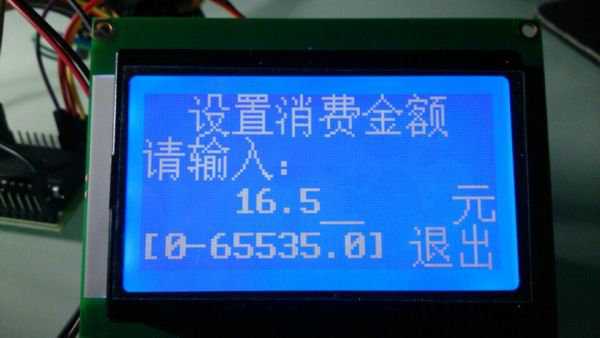 设置消费金额
请输入：
16.5__ 元
[0-65535.0] 退出